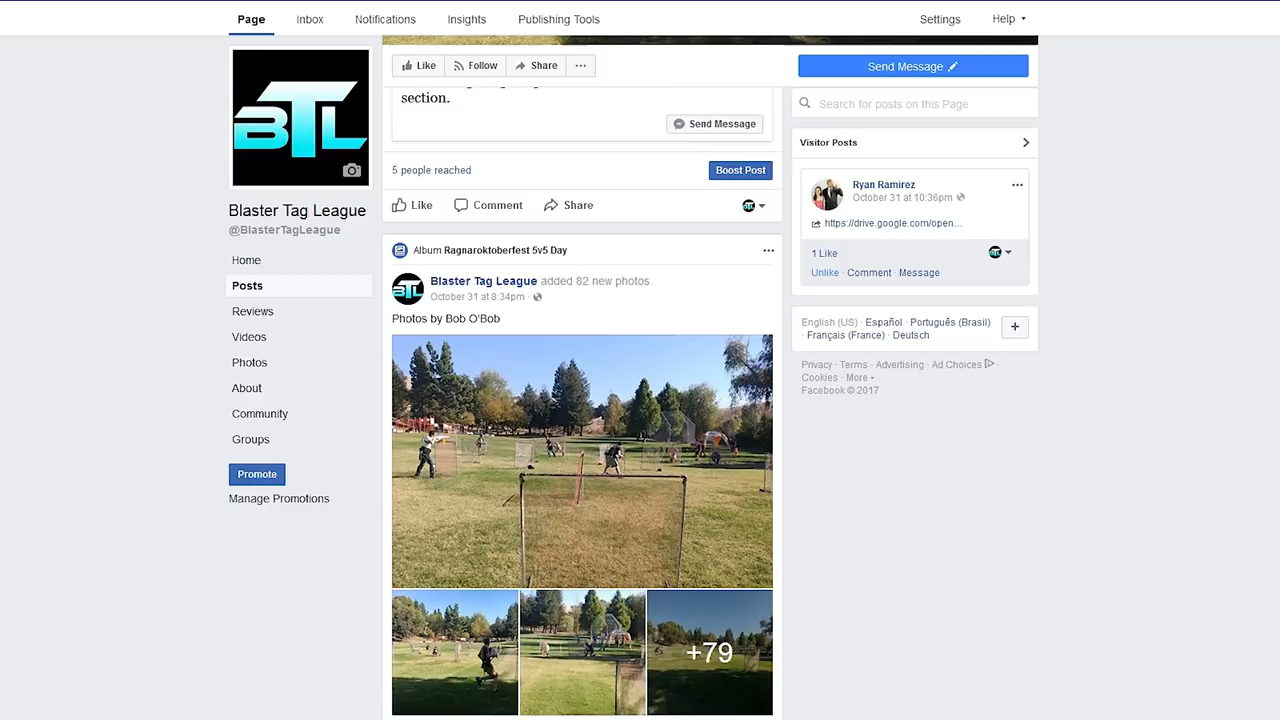 Page Inbox Notifications Insights Publishing Tools Settings Help
BTL
Like Follow Share ...
Send Message
section.
Send Message
Search for posts on this Page
Visitor Posts
5 people reached
Boost Post
Ryan Ramirez
October 31 at 10:36pm ·
https://drive.google.com/open...
Like Comment Share
1 Like
Unlike · Comment · Message
Blaster Tag League
@BlasterTagLeague
Home
Posts
Reviews
Videos
Photos
About
Community
Groups
Promote
Manage Promotions
Album Ragnaroktoberfest 5v5 Day
BTL
Blaster Tag League added 82 new photos.
October 31 at 8:34pm ·
Photos by Bob O'Bob
+79
English (US) · Español · Português (Brasil)
· Français (France) · Deutsch
+
Privacy · Terms · Advertising · Ad Choices ·
Cookies · More
Facebook © 2017